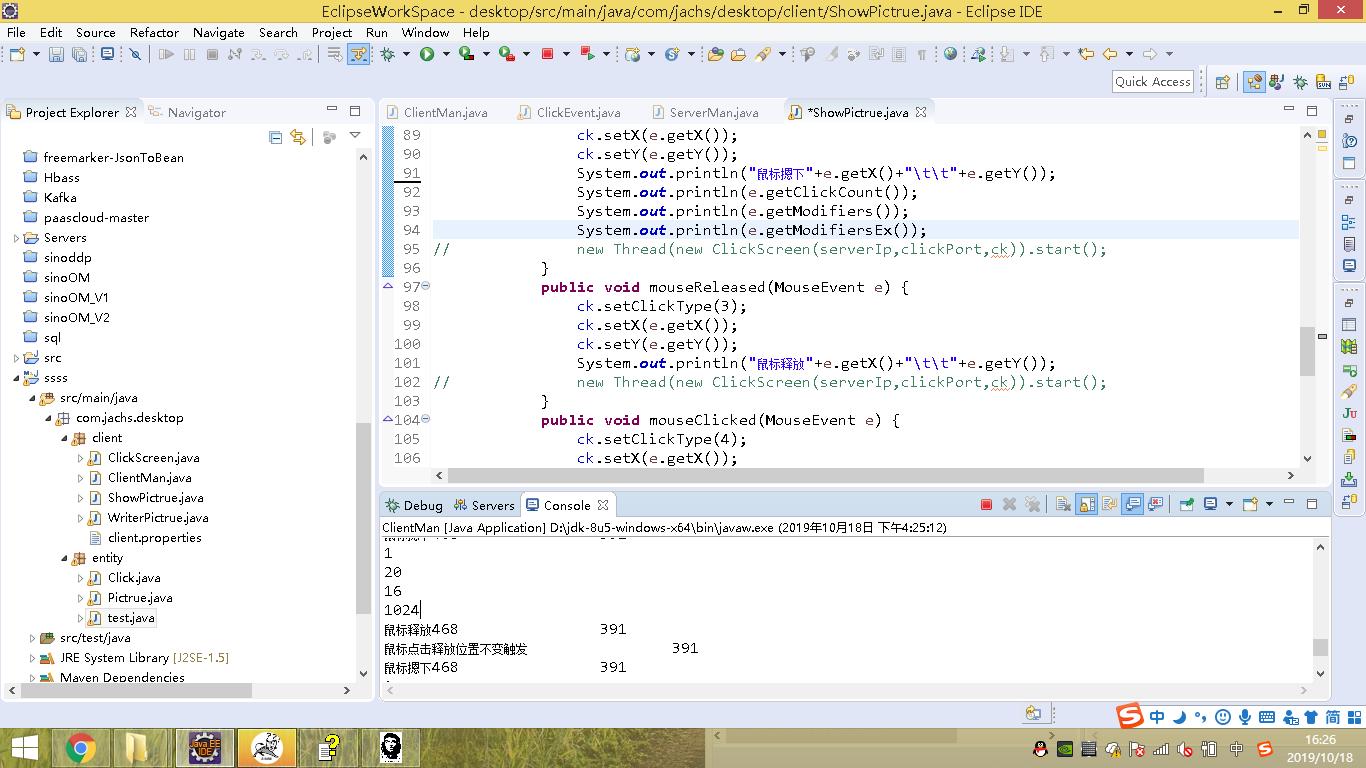 EclipseWorkSpace - desktop/src/main/java/com/jachs/desktop/client/ShowPictrue.java - Eclipse IDE
File Edit Source Refactor Navigate Search Project Run Window Help
Quick Access
Project Explorer Navigator
freemarker-JsonToBean
Hbass
Kafka
paascloud-master
Servers
sinoddp
sinoOM
sinoOM_V1
sinoOM_V2
sql
src
ssss
src/main/java
com.jachs.desktop
client
ClickScreen.java
ClientMan.java
ShowPictrue.java
WriterPictrue.java
client.properties
entity
Click.java
Pictrue.java
test.java
src/test/java
JRE System Library [J2SE-1.5]
Maven Dependencies
ClientMan.java ClickEvent.java ServerMan.java *ShowPictrue.java
89 ck.setX(e.getX());
90 ck.setY(e.getY());
91 System.out.println("鼠标摁下"+e.getX()+"\t\t"+e.getY());
92 System.out.println(e.getClickCount());
93 System.out.println(e.getModifiers());
94 System.out.println(e.getModifiersEx());
95 // new Thread(new ClickScreen(serverIp,clickPort,ck)).start();
96 }
97 public void mouseReleased(MouseEvent e) {
98 ck.setClickType(3);
99 ck.setX(e.getX());
100 ck.setY(e.getY());
101 System.out.println("鼠标释放"+e.getX()+"\t\t"+e.getY());
102 // new Thread(new ClickScreen(serverIp,clickPort,ck)).start();
103 }
104 public void mouseClicked(MouseEvent e) {
105 ck.setClickType(4);
106 ck.setX(e.getX());
Debug Servers Console
ClientMan [Java Application] D:\jdk-8u5-windows-x64\bin\javaw.exe (2019年10月18日 下午4:25:12)
1
20
16
1024
鼠标释放468 391
鼠标点击释放位置不变触发 391
鼠标摁下468 391
中 简
Java EE
IDE
中
16:26
2019/10/18